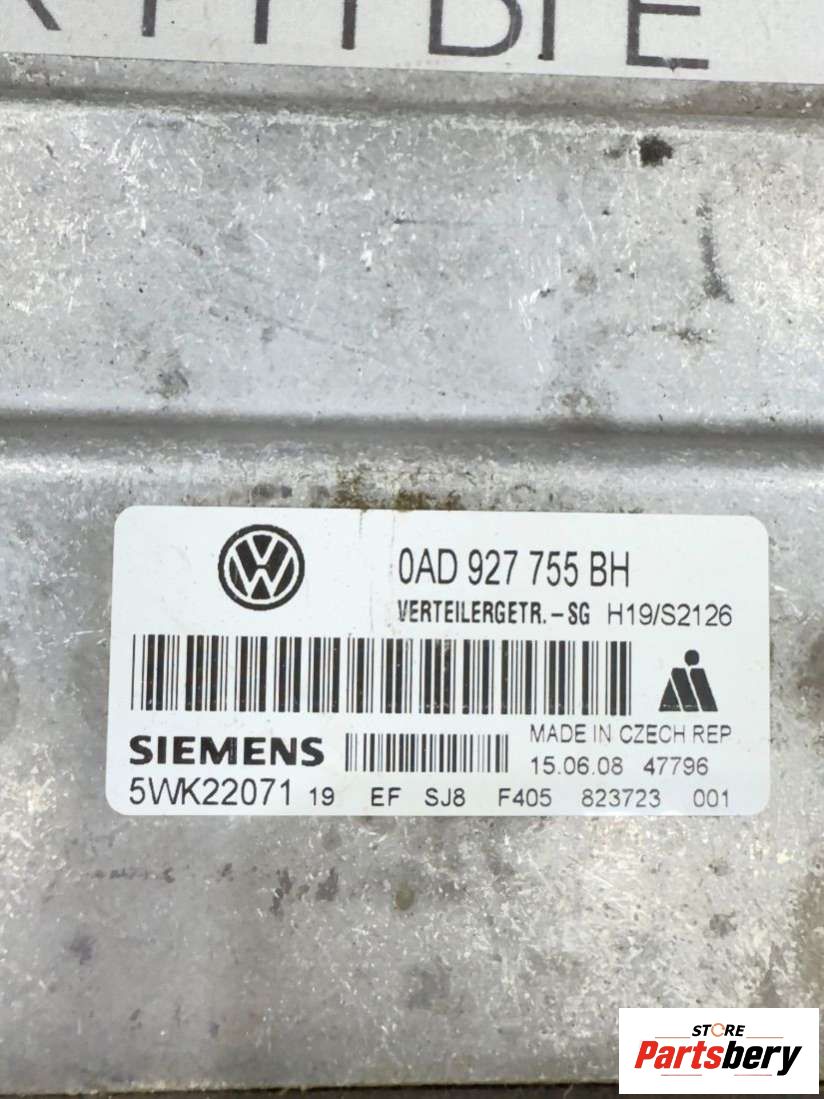 0AD 927 755 BH
VERTEILERGETR.-SG H19/S2126
SIEMENS
MADE IN CZECH REP
15.06.08 47796
5WK22071 19 EF SJ8 F405 823723 001
STORE
Partsbery